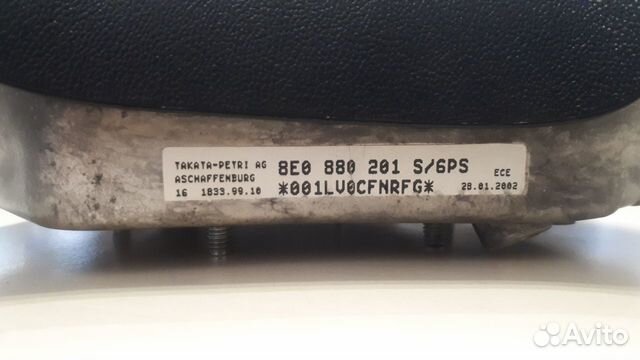 TAKATA-PETRI AG
ASCHAFFENBURG
16 1833.99.10
8E0 880 201 S/6PS
*001LV0CFNRFG*
ECE
28.01.2002
Avito